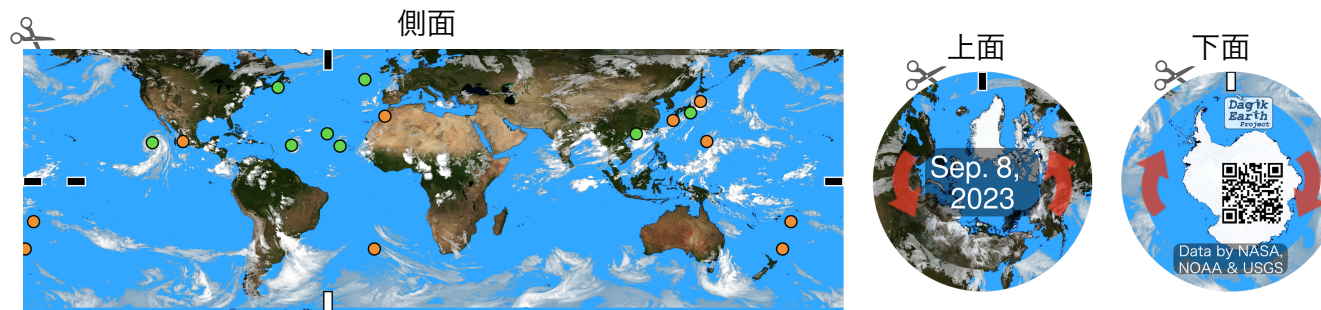 側面
上面
下面
Sep. 8,
2023
Dagik
Earth
Project
Data by NASA,
NOAA & USGS